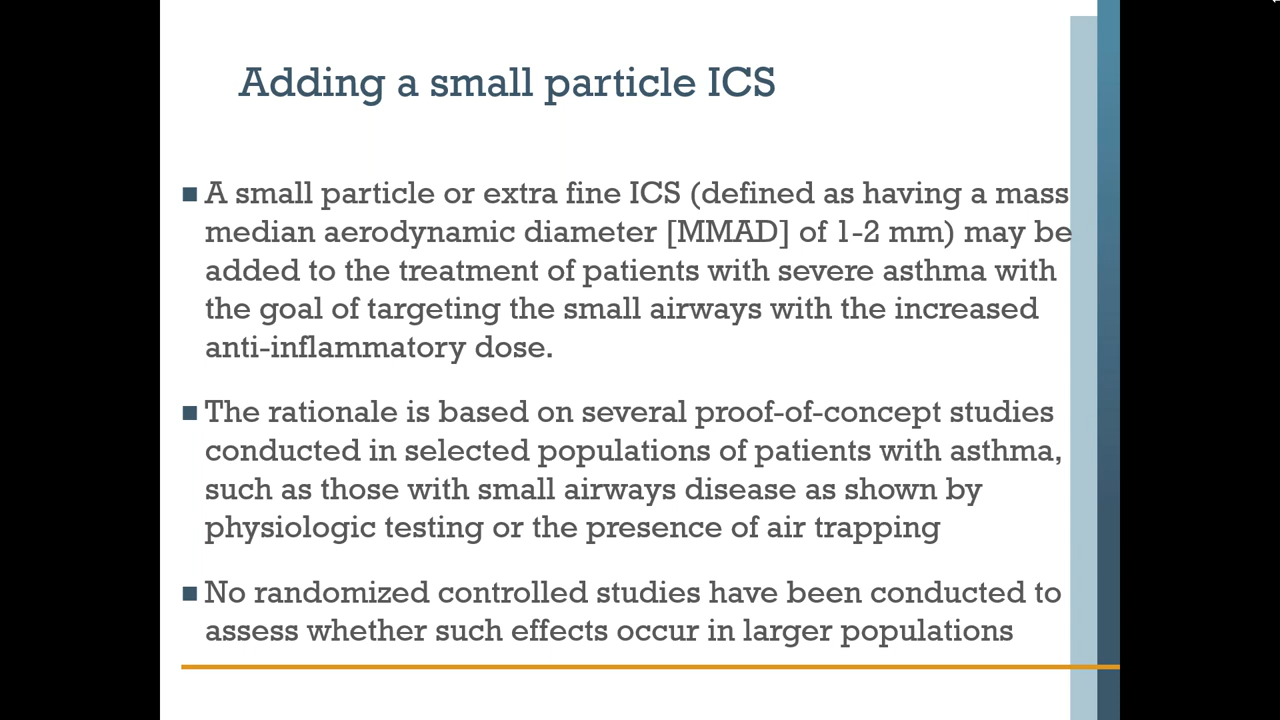 Adding a small particle ICS
■ A small particle or extra fine ICS (defined as having a mass
median aerodynamic diameter [MMAD] of 1-2 mm) may be
added to the treatment of patients with severe asthma with
the goal of targeting the small airways with the increased
anti-inflammatory dose.
■ The rationale is based on several proof-of-concept studies
conducted in selected populations of patients with asthma,
such as those with small airways disease as shown by
physiologic testing or the presence of air trapping
■ No randomized controlled studies have been conducted to
assess whether such effects occur in larger populations